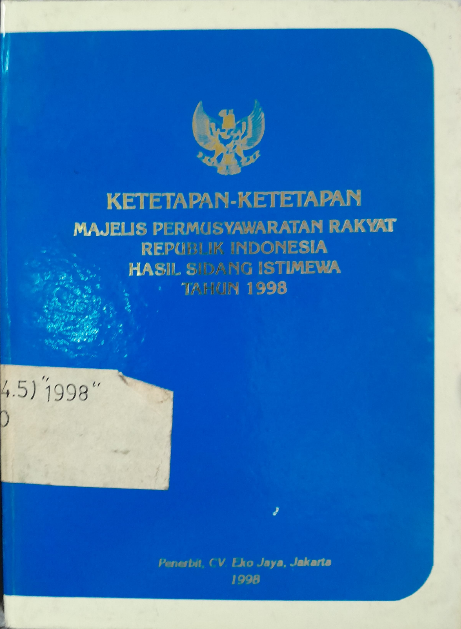 KETETAPAN-KETETAPAN
MAJELIS PERMUSYAWARATAN RAKYAT
REPUBLIK INDONESIA
HASIL SIDANG ISTIMEWA
TAHUN 1998
4.5) "1998"
O
Penerbit, CV. Eko Jaya, Jakarta
1998